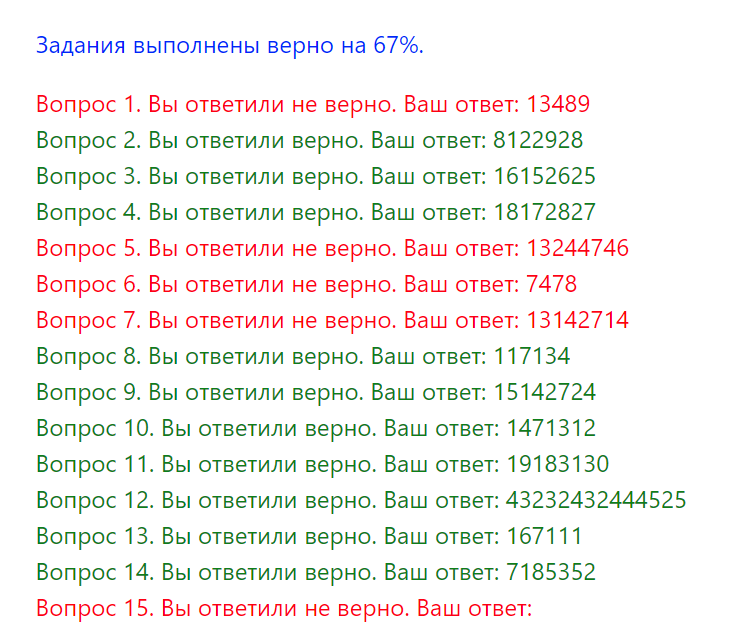 Задания выполнены верно на 67%.
Вопрос 1. Вы ответили не верно. Ваш ответ: 13489
Вопрос 2. Вы ответили верно. Ваш ответ: 8122928
Вопрос 3. Вы ответили верно. Ваш ответ: 16152625
Вопрос 4. Вы ответили верно. Ваш ответ: 18172827
Вопрос 5. Вы ответили не верно. Ваш ответ: 13244746
Вопрос 6. Вы ответили не верно. Ваш ответ: 7478
Вопрос 7. Вы ответили не верно. Ваш ответ: 13142714
Вопрос 8. Вы ответили верно. Ваш ответ: 117134
Вопрос 9. Вы ответили верно. Ваш ответ: 15142724
Вопрос 10. Вы ответили верно. Ваш ответ: 1471312
Вопрос 11. Вы ответили верно. Ваш ответ: 19183130
Вопрос 12. Вы ответили верно. Ваш ответ: 43232432444525
Вопрос 13. Вы ответили верно. Ваш ответ: 167111
Вопрос 14. Вы ответили верно. Ваш ответ: 7185352
Вопрос 15. Вы ответили не верно. Ваш ответ: